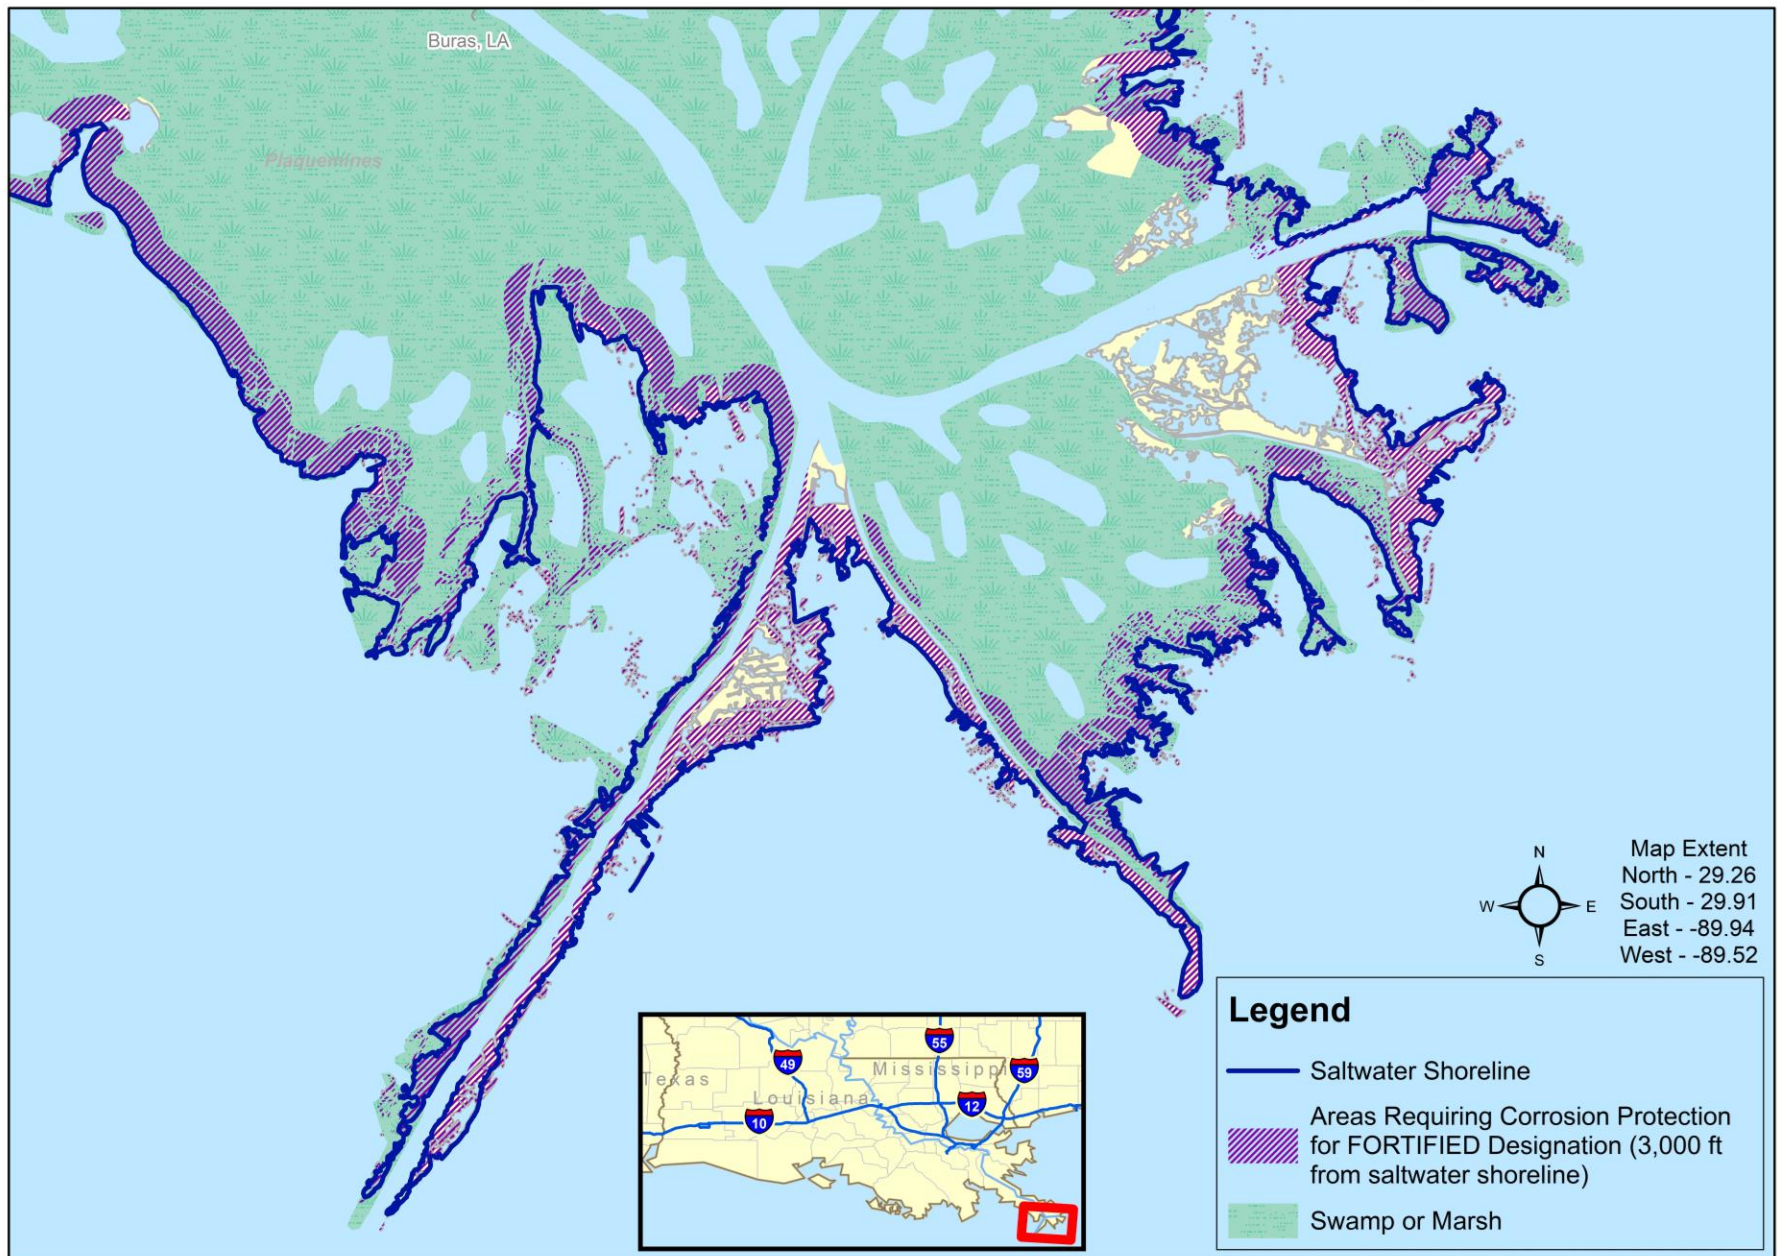 Buras, LA
Plaquemines
N
W E
S
Map Extent
North - 29.26
South - 29.91
East - -89.94
West - -89.52
Legend
Saltwater Shoreline
Areas Requiring Corrosion Protection
for FORTIFIED Designation (3,000 ft
from saltwater shoreline)
Swamp or Marsh
55
49
59
Mississippi
Texas
Louisiana
12
10